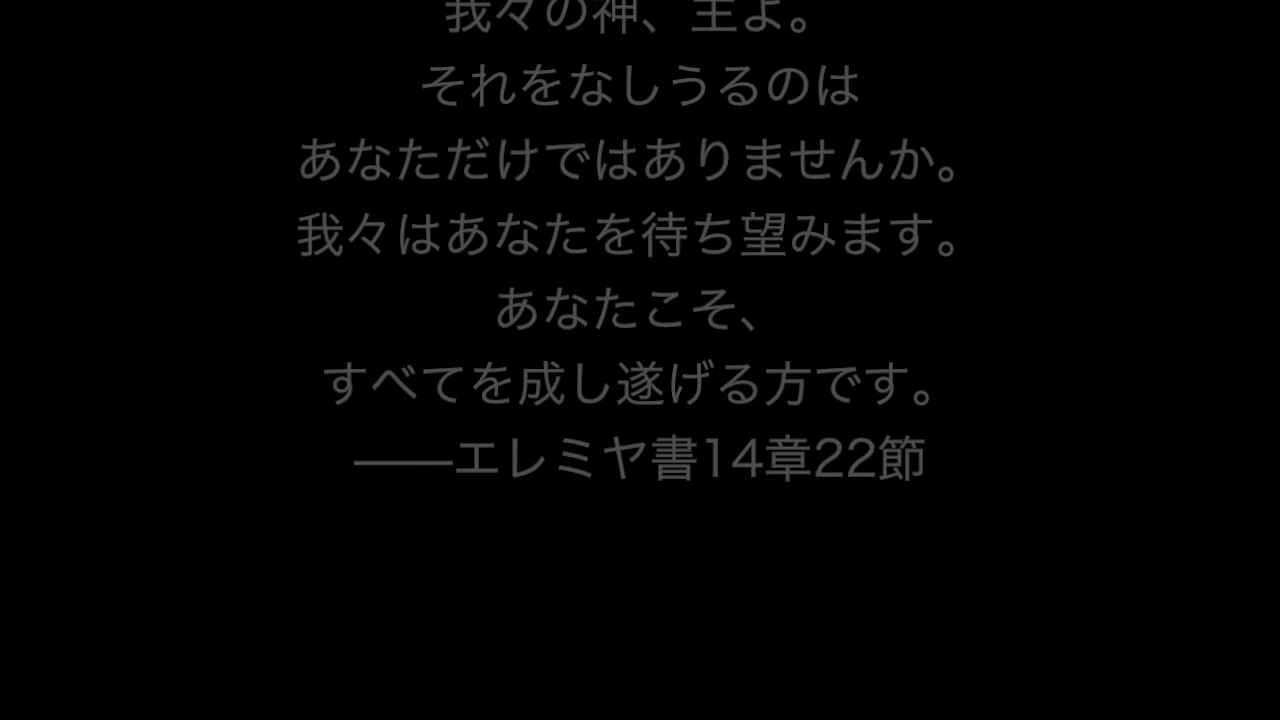 我々の神、主よ。
それをなしうるのは
あなただけではありませんか。
我々はあなたを待ち望みます。
あなたこそ、
すべてを成し遂げる方です。
――エレミヤ書14章22節